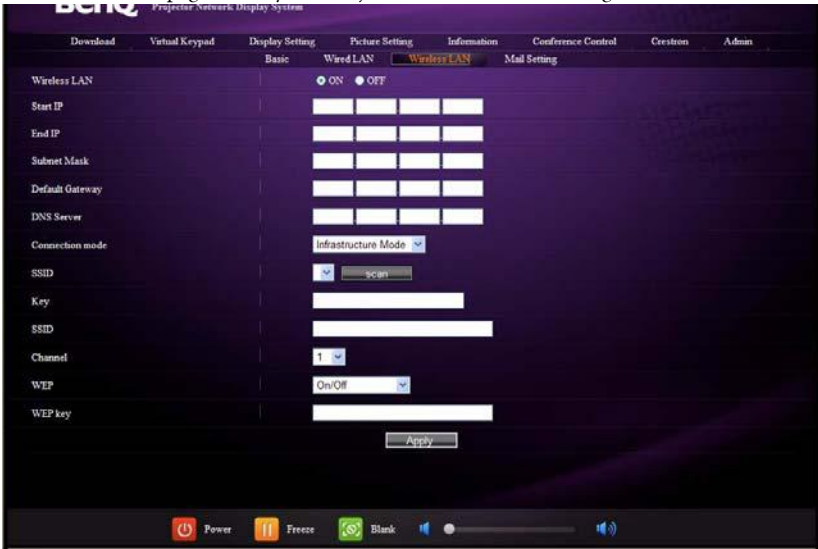 BenQ Projector Network Display System
Download Virtual Keypad Display Setting Picture Setting Information Conference Control Crestron Admin
Basic Wired LAN Wireless LAN Mail Setting
Wireless LAN ON OFF
Start IP
End IP
Subnet Mask
Default Gateway
DNS Server
Connection mode Infrastructure Mode
SSID scan
Key
SSID
Channel 1
WEP On/Off
WEP key
Apply
Power Freeze Blank